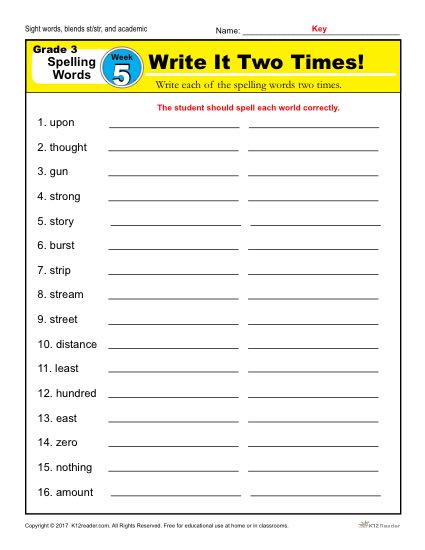 Sight words, blends st/str, and academic
Name: Key
Grade 3
Spelling
Words
Week
5
Write It Two Times!
Write each of the spelling words two times.
The student should spell each world correctly.
1. upon
2. thought
3. gun
4. strong
5. story
6. burst
7. strip
8. stream
9. street
10. distance
11. least
12. hundred
13. east
14. zero
15. nothing
16. amount
Copyright © 2017 K12reader.com. All Rights Reserved. Free for educational use at home or in classrooms.
K12Reader